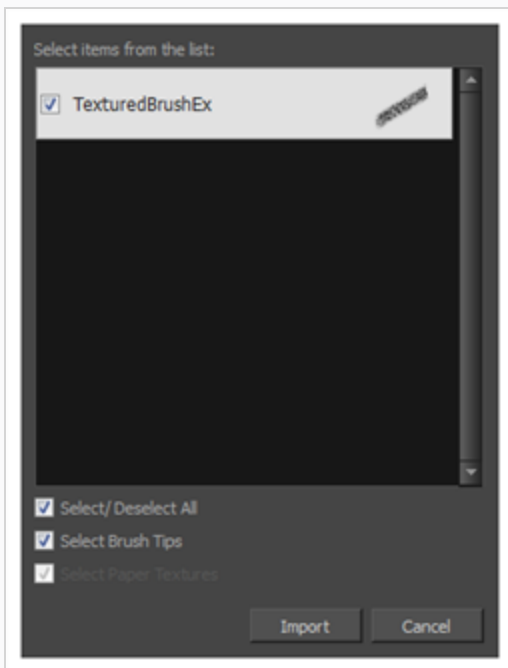 Select items from the list:
TexturedBrushEx
Select/ Deselect All
Select Brush Tips
Select Paper Textures
Import Cancel